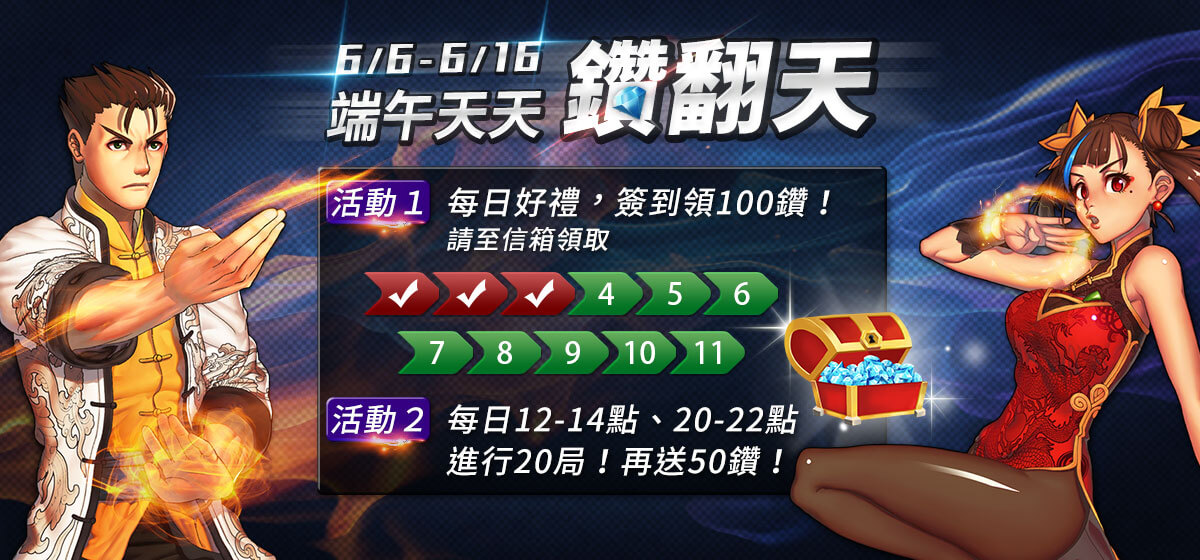 6/6-6/16
端午天天 鑽翻天
活動1 每日好禮，簽到領100鑽！
請至信箱領取
4 5 6
7 8 9 10 11
活動2 每日12-14點、20-22點
進行20局！再送50鑽！